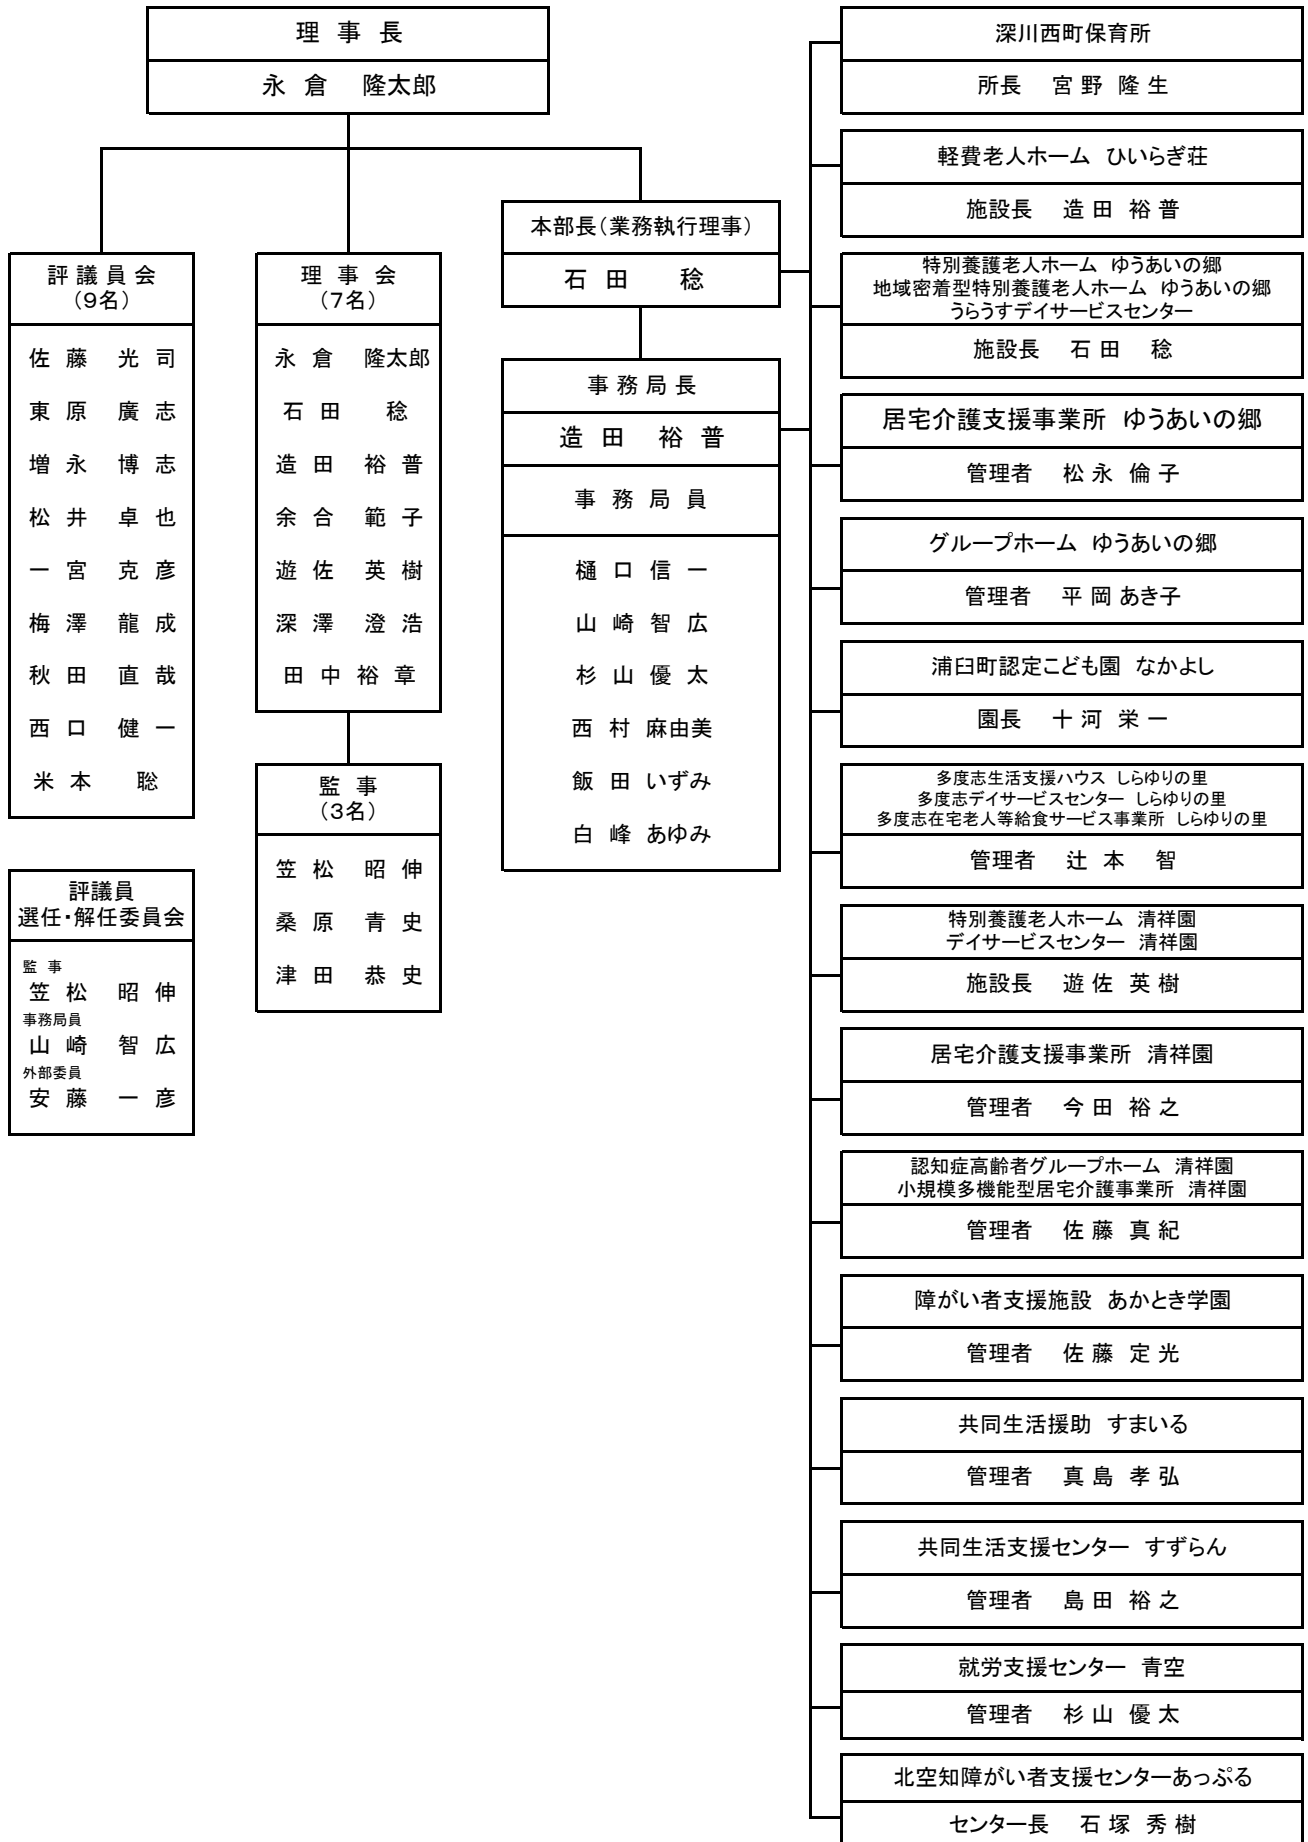 理事長
永倉 隆太郎
評議員会
（9名）
佐藤 光司
東原 廣志
増永 博志
松井 卓也
一宮 克彦
梅澤 龍成
秋田 直哉
西口 健一
米本 聡
評議員
選任・解任委員会
監事
笠松 昭伸
事務局員
山崎 智広
外部委員
安藤 一彦
理事会
（7名）
永倉 隆太郎
石田 稔
造田 裕普
余合 範子
遊佐 英樹
深澤 澄浩
田中裕章
監事
（3名）
笠松 昭伸
桑原 青史
津田 恭史
本部長（業務執行理事）
石田 稔
事務局長
造田 裕普
事務局員
樋口信一
山崎智広
杉山優太
西村 麻由美
飯田 いずみ
白峰 あゆみ
深川西町保育所
所長 宮野 隆生
軽費老人ホーム ひいらぎ荘
施設長 造田 裕普
特別養護老人ホーム ゆうあいの郷
地域密着型特別養護老人ホーム ゆうあいの郷
うらうすデイサービスセンター
施設長 石田 稔
居宅介護支援事業所 ゆうあいの郷
管理者 松永 倫子
グループホーム ゆうあいの郷
管理者 平岡 あき子
浦臼町認定こども園 なかよし
園長 十河 栄一
多度志生活支援ハウス しらゆりの里
多度志デイサービスセンター しらゆりの里
多度志在宅老人等給食サービス事業所 しらゆりの里
管理者 辻本 智
特別養護老人ホーム 清祥園
デイサービスセンター 清祥園
施設長 遊佐 英樹
居宅介護支援事業所 清祥園
管理者 今田 裕之
認知症高齢者グループホーム 清祥園
小規模多機能型居宅介護事業所 清祥園
管理者 佐藤 真紀
障がい者支援施設 あかとき学園
管理者 佐藤 定光
共同生活援助 すまいる
管理者 真島 孝弘
共同生活支援センター すずらん
管理者 島田 裕之
就労支援センター 青空
管理者 杉山 優太
北空知障がい者支援センターあっぷる
センター長 石塚 秀樹